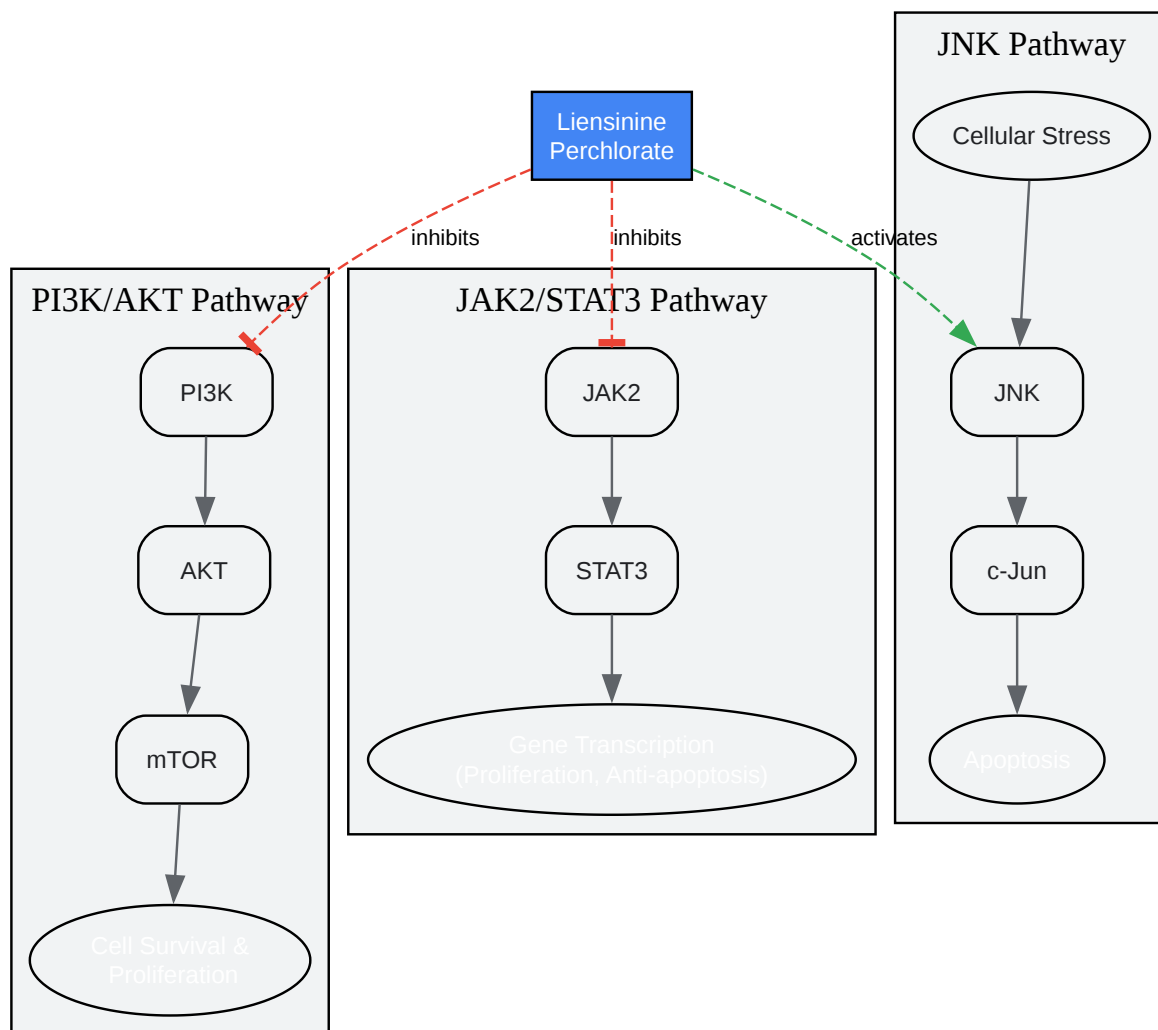 JNK Pathway
Cellular Stress
Liensinine
Perchlorate
inhibits
inhibits
activates
PI3K/AKT Pathway
JAK2/STAT3 Pathway
PI3K
JAK2
JNK
AKT
STAT3
c-Jun
mTOR
Gene Transcription
(Proliferation, Anti-apoptosis)
Apoptosis
Cell Survival &
Proliferation